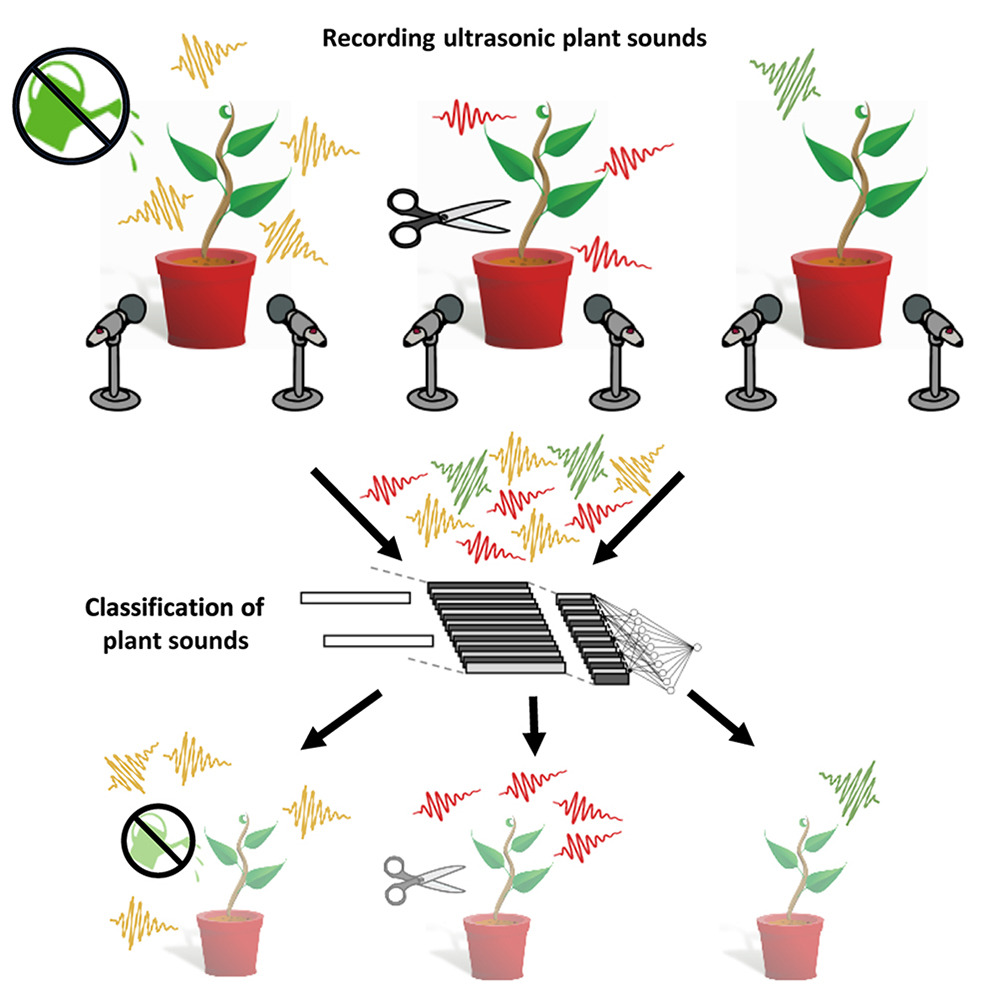 Recording ultrasonic plant sounds
Classification of
plant sounds